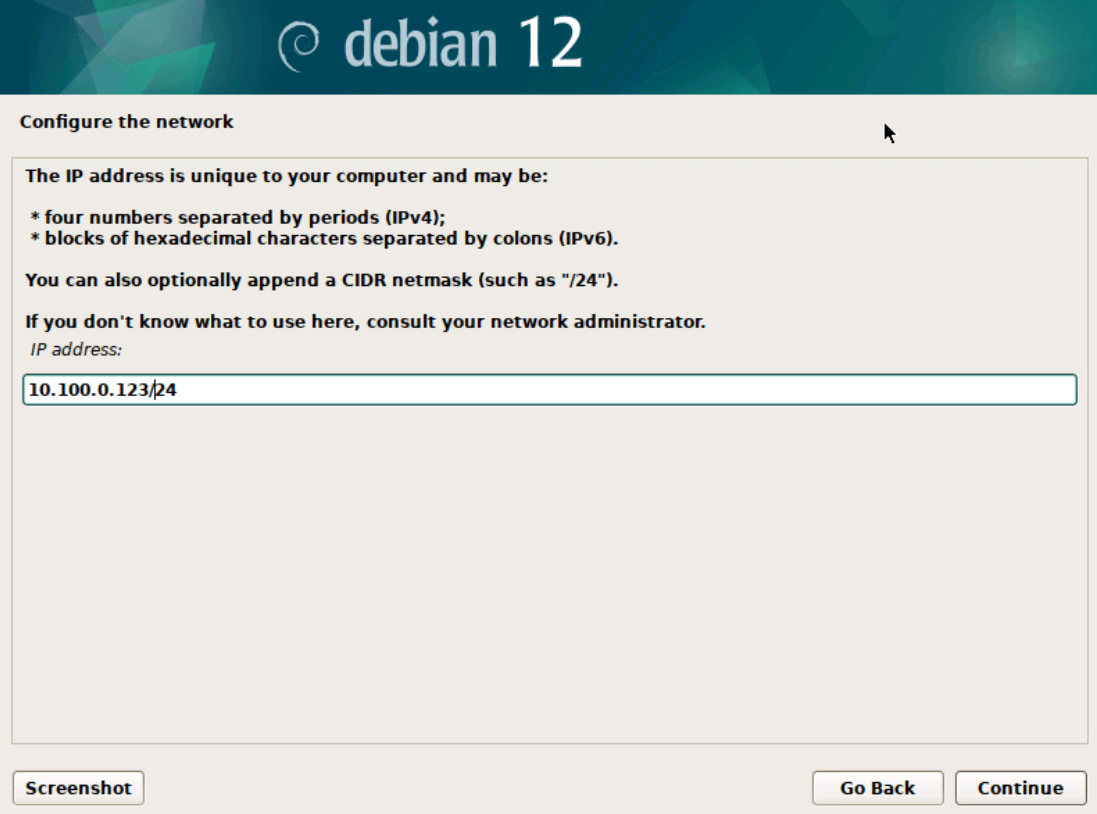 debian 12
Configure the network
The IP address is unique to your computer and may be:
* four numbers separated by periods (IPv4);
* blocks of hexadecimal characters separated by colons (IPv6).
You can also optionally append a CIDR netmask (such as "/24").
If you don't know what to use here, consult your network administrator.
IP address:
10.100.0.123/24
Screenshot
Go Back
Continue